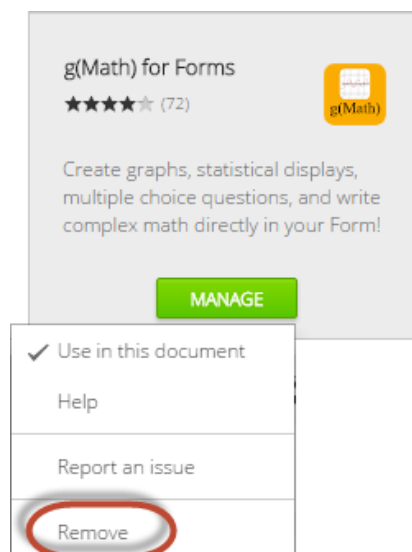 g(Math) for Forms
(72)
g(Math)
Create graphs, statistical displays,
multiple choice questions, and write
complex math directly in your Form!
MANAGE
Use in this document
Help
Report an issue
Remove